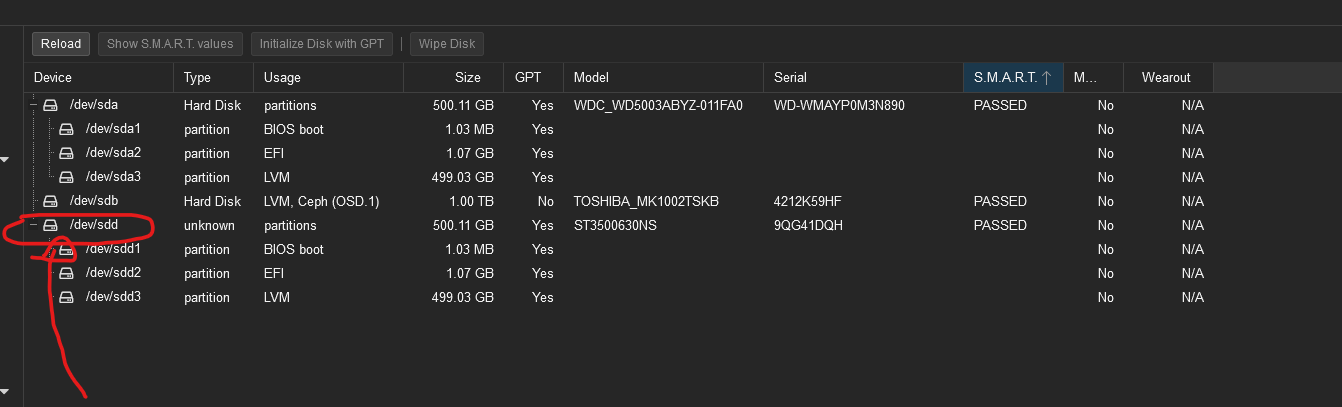 Reload Show S.M.A.R.T. values Initialize Disk with GPT Wipe Disk
Device Type Usage Size GPT Model Serial S.M.A.R.T. ↑ M... Wearout
/dev/sda Hard Disk partitions 500.11 GB Yes WDC_WD5003ABYZ-011FA0 WD-WMAYP0M3N890 PASSED No N/A
/dev/sda1 partition BIOS boot 1.03 MB Yes No N/A
/dev/sda2 partition EFI 1.07 GB Yes No N/A
/dev/sda3 partition LVM 499.03 GB Yes No N/A
/dev/sdb Hard Disk LVM, Ceph (OSD.1) 1.00 TB No TOSHIBA_MK1002TSKB 4212K59HF PASSED No N/A
/dev/sdd unknown partitions 500.11 GB Yes ST3500630NS 9QG41DQH PASSED No N/A
/dev/sdd1 partition BIOS boot 1.03 MB Yes No N/A
/dev/sdd2 partition EFI 1.07 GB Yes No N/A
/dev/sdd3 partition LVM 499.03 GB Yes No N/A